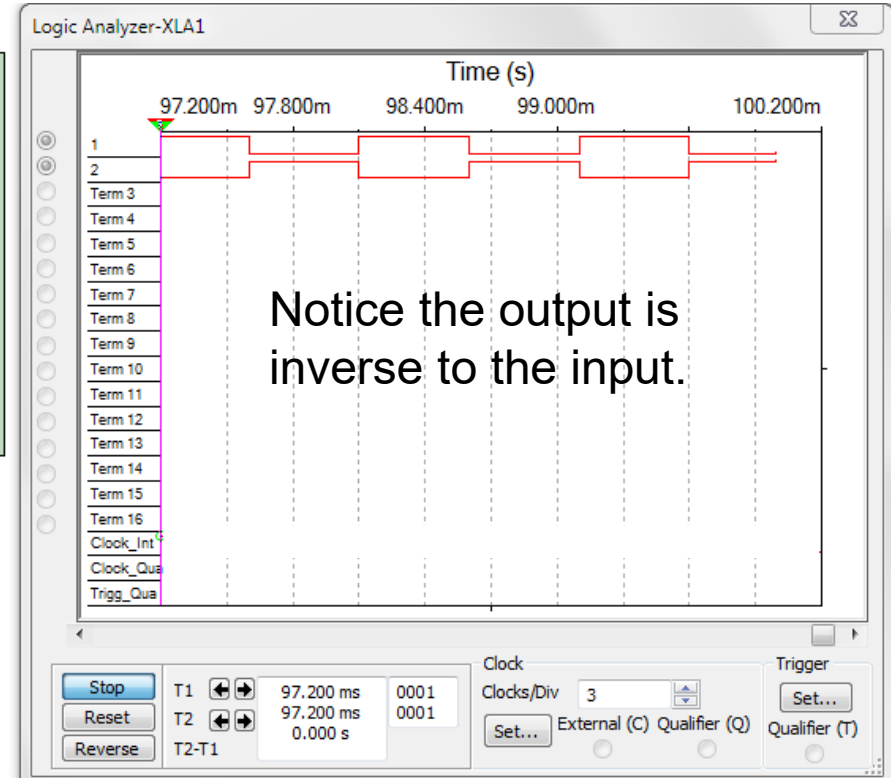 Logic Analyzer-XLA1
Time (s)
97.200m 97.800m 98.400m 99.000m 100.200m
1
2
Term 3
Term 4
Term 5
Term 6
Term 7
Term 8
Term 9
Term 10
Term 11
Term 12
Term 13
Term 14
Term 15
Term 16
Clock_Int
Clock_Qua
Trigg_Qua
Notice the output is
inverse to the input.
Stop
Reset
Reverse
T1 97.200 ms 0001
T2 97.200 ms 0001
T2-T1 0.000 s
Clock
Clocks/Div 3
Set... External (C) Qualifier (Q)
Trigger
Set...
Qualifier (T)